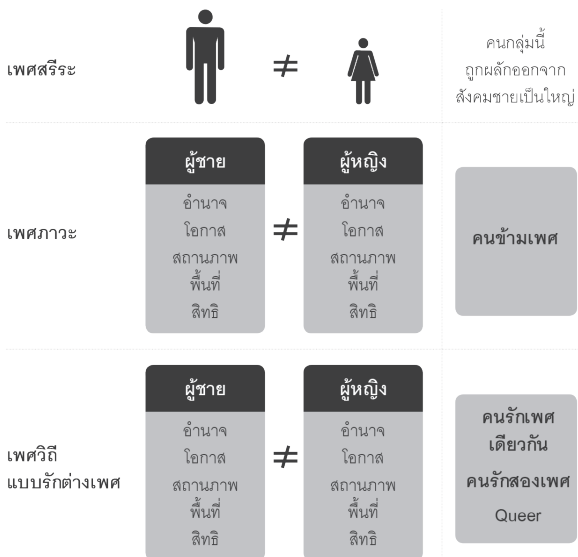 เพศสรีระ
≠
คนกลุ่มนี้
ถูกผลักออกจาก
สังคมชายเป็นใหญ่
เพศภาวะ
ผู้ชาย
อำนาจ
โอกาส
สถานภาพ
พื้นที่
สิทธิ
≠
ผู้หญิง
อำนาจ
โอกาส
สถานภาพ
พื้นที่
สิทธิ
คนข้ามเพศ
เพศวิถี
แบบรักต่างเพศ
ผู้ชาย
อำนาจ
โอกาส
สถานภาพ
พื้นที่
สิทธิ
≠
ผู้หญิง
อำนาจ
โอกาส
สถานภาพ
พื้นที่
สิทธิ
คนรักเพศ
เดียวกัน
คนรักสองเพศ
Queer